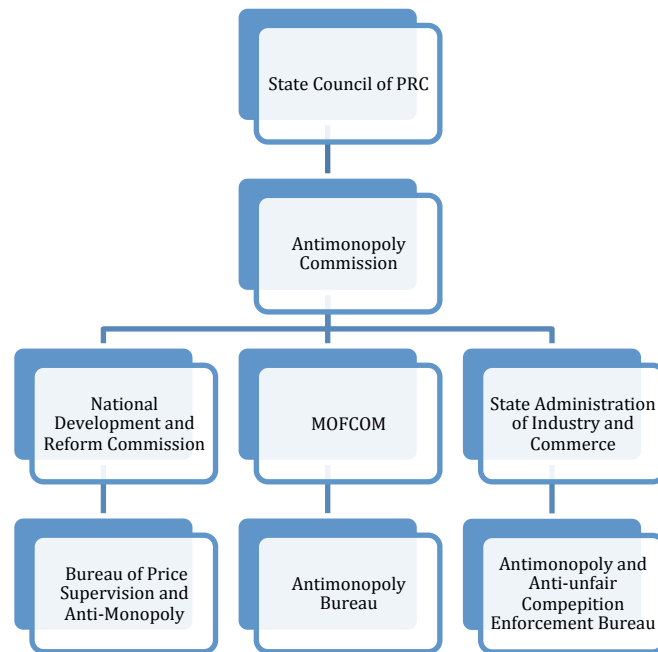 State Council of PRC
Antimonopoly
Commission
National
Development and
Reform Commission
MOFCOM
State Administration
of Industry and
Commerce
Bureau of Price
Supervision and
Anti-Monopoly
Antimonopoly
Bureau
Antimonopoly and
Anti-unfair
Compepition
Enforcement Bureau